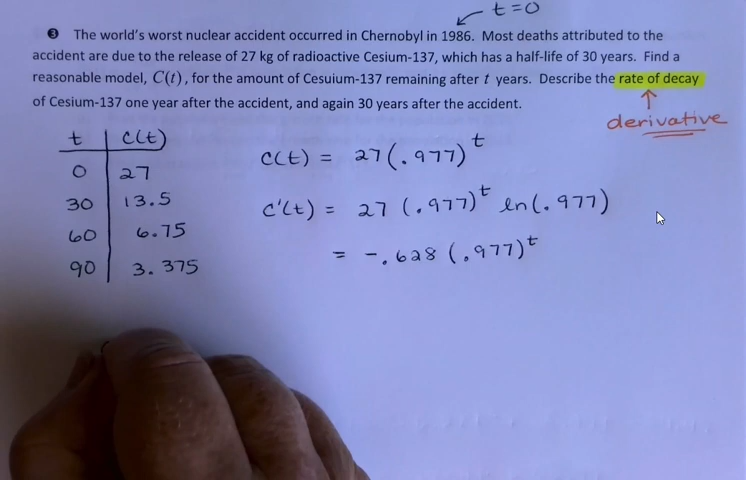 t=0
❸ The world's worst nuclear accident occurred in Chernobyl in 1986. Most deaths attributed to the
accident are due to the release of 27 kg of radioactive Cesium-137, which has a half-life of 30 years. Find a
reasonable model, C(t), for the amount of Cesuium-137 remaining after t years. Describe the rate of decay
of Cesium-137 one year after the accident, and again 30 years after the accident.
derivative
t C(t)
0 27
30 13.5
60 6.75
90 3.375
C(t) = 27(.977)^t
C'(t) = 27 (.977)^t ln(.977)
= -.628 (.977)^t